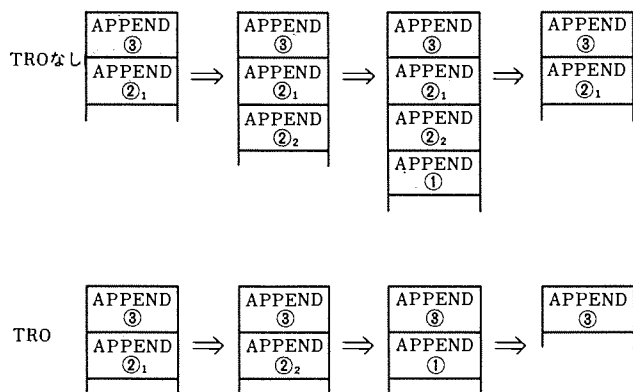 APPEND APPEND APPEND APPEND
③ ③ ③ ③
TROなし APPEND APPEND APPEND APPEND
②₁ ②₁ ②₁ ②₁
⇒ ⇒ ⇒
APPEND APPEND
②₂ ②₂
APPEND
①
APPEND APPEND APPEND APPEND
③ ③ ③ ③
TRO APPEND APPEND APPEND
②₁ ②₂ ①
⇒ ⇒ ⇒